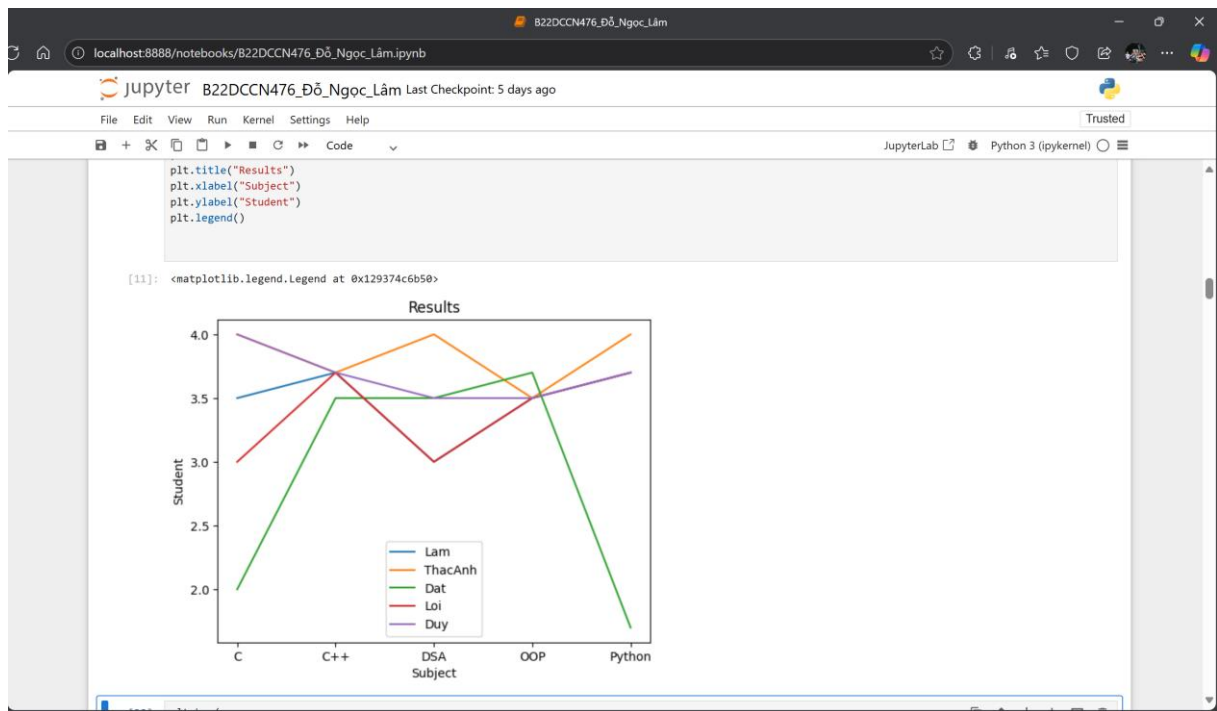 B22DCCN476_Đỗ_Ngọc_Lâm
localhost:8888/notebooks/B22DCCN476_Đỗ_Ngọc_Lâm.ipynb
jupyter B22DCCN476_Đỗ_Ngọc_Lâm Last Checkpoint: 5 days ago
File Edit View Run Kernel Settings Help Trusted
Code JupyterLab Python 3 (ipykernel)
plt.title("Results")
plt.xlabel("Subject")
plt.ylabel("Student")
plt.legend()
[11]: <matplotlib.legend.Legend at 0x129374c6b50>
Results
4.0
3.5
3.0
2.5
2.0
Student
Lam
ThacAnh
Dat
Loi
Duy
C C++ DSA OOP Python
Subject